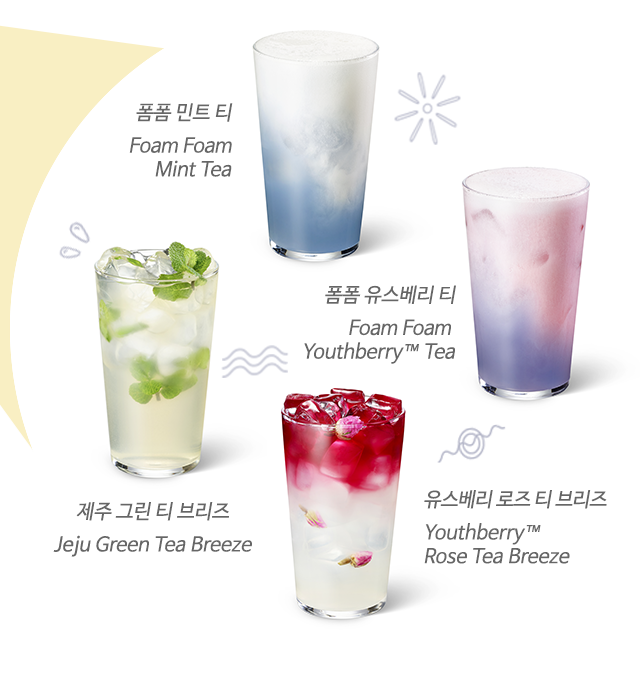 폼폼 민트 티
Foam Foam
Mint Tea
폼폼 유스베리 티
Foam Foam
Youthberry™ Tea
제주 그린 티 브리즈
Jeju Green Tea Breeze
유스베리 로즈 티 브리즈
Youthberry™
Rose Tea Breeze